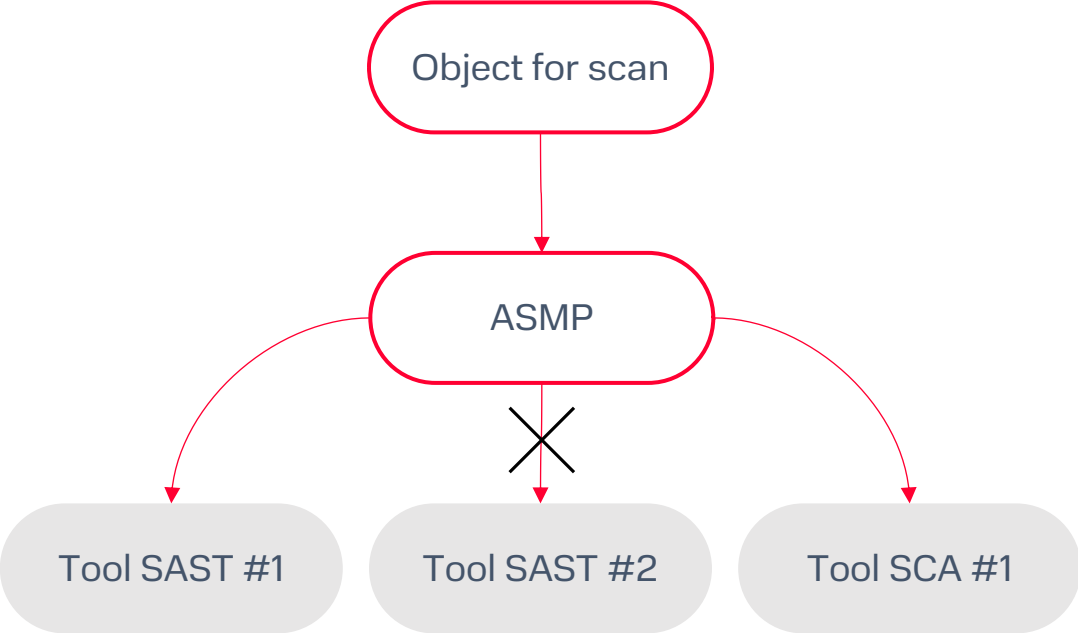 Object for scan
ASMP
Tool SAST #1
Tool SAST #2
Tool SCA #1